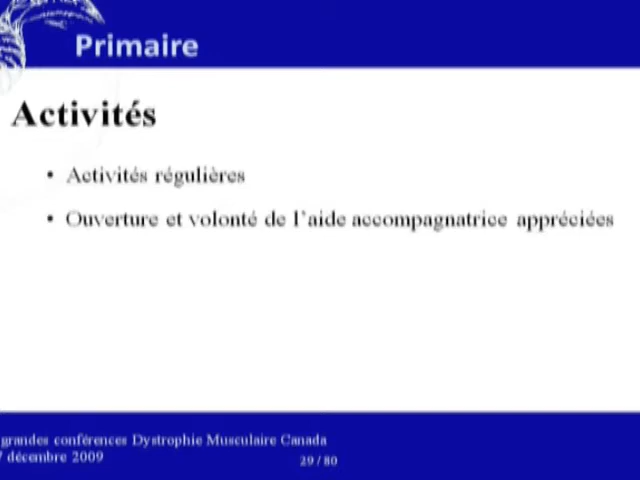 Primaire
Activités
• Activités régulières
• Ouverture et volonté de l'aide accompagnatrice appréciées
grandes conférences Dystrophie Musculaire Canada
7 décembre 2009
29 / 80